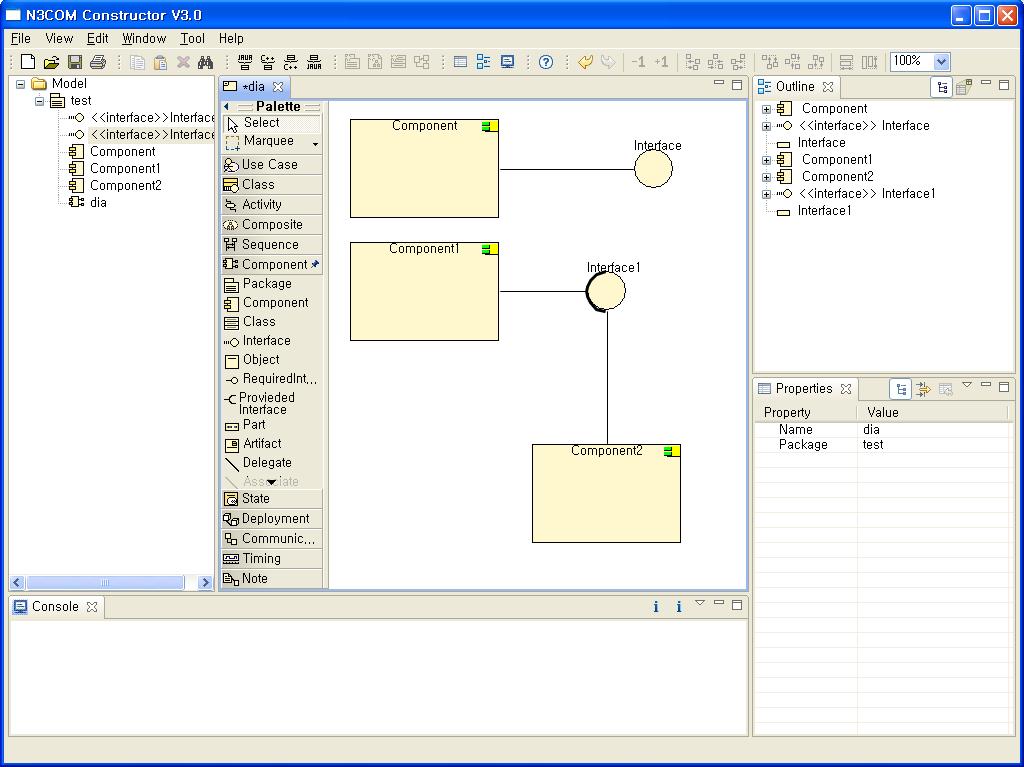 N3COM Constructor V3.0
File View Edit Window Tool Help
JAVA C++ C++ JAVA -1 +1 100%
Model
test
<<interface>>Interface
<<interface>>Interface
Component
Component1
Component2
dia
*dia
Palette
Select
Marquee
Use Case
Class
Activity
Composite
Sequence
Component
Package
Component
Class
Interface
Object
RequiredInt...
Provieded
Interface
Part
Artifact
Delegate
Associate
State
Deployment
Communic...
Timing
Note
Component
Interface
Component1
Interface1
Component2
Outline
Component
<<interface>> Interface
Interface
Component1
Component2
<<interface>> Interface1
Interface1
Properties
Property Value
Name dia
Package test
Console